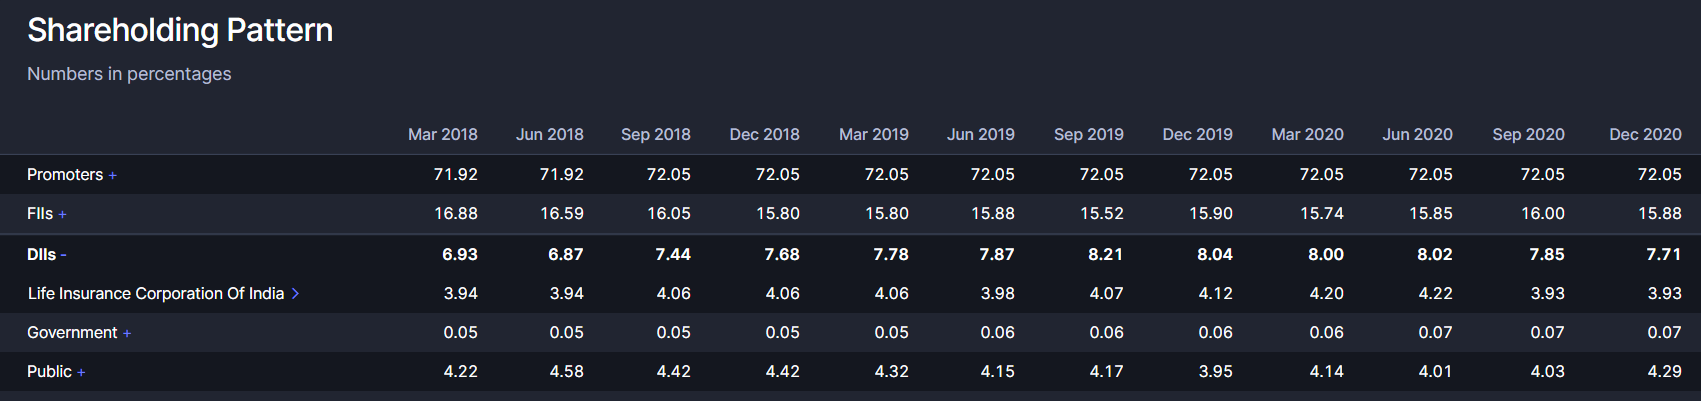 Shareholding Pattern
Numbers in percentages
Mar 2018 Jun 2018 Sep 2018 Dec 2018 Mar 2019 Jun 2019 Sep 2019 Dec 2019 Mar 2020 Jun 2020 Sep 2020 Dec 2020
Promoters + 71.92 71.92 72.05 72.05 72.05 72.05 72.05 72.05 72.05 72.05 72.05 72.05
FIIs + 16.88 16.59 16.05 15.80 15.80 15.88 15.52 15.90 15.74 15.85 16.00 15.88
DIIs - 6.93 6.87 7.44 7.68 7.78 7.87 8.21 8.04 8.00 8.02 7.85 7.71
Life Insurance Corporation Of India > 3.94 3.94 4.06 4.06 4.06 3.98 4.07 4.12 4.20 4.22 3.93 3.93
Government + 0.05 0.05 0.05 0.05 0.05 0.06 0.06 0.06 0.06 0.07 0.07 0.07
Public + 4.22 4.58 4.42 4.42 4.32 4.15 4.17 3.95 4.14 4.01 4.03 4.29